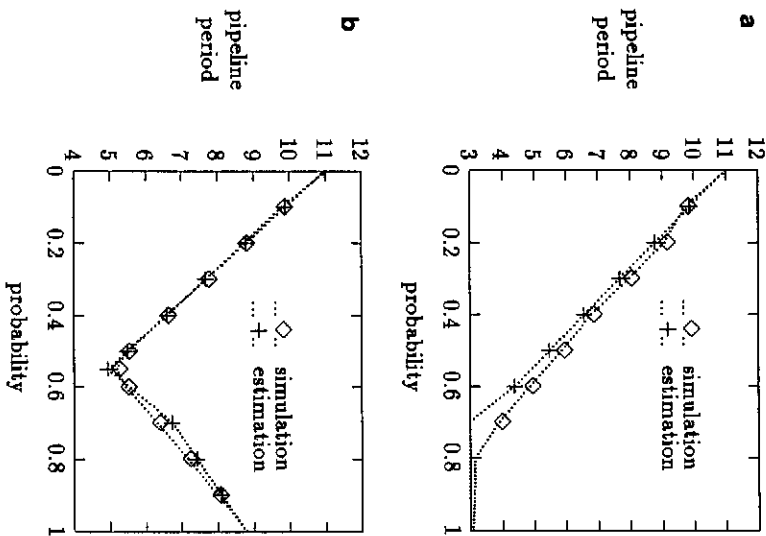 a
pipeline
period
12
11
10
9
8
7
6
5
4
3
0
0.2
0.4
0.6
0.8
1
probability
simulation
estimation
b
pipeline
period
12
11
10
9
8
7
6
5
4
0
0.2
0.4
0.6
0.8
1
probability
simulation
estimation